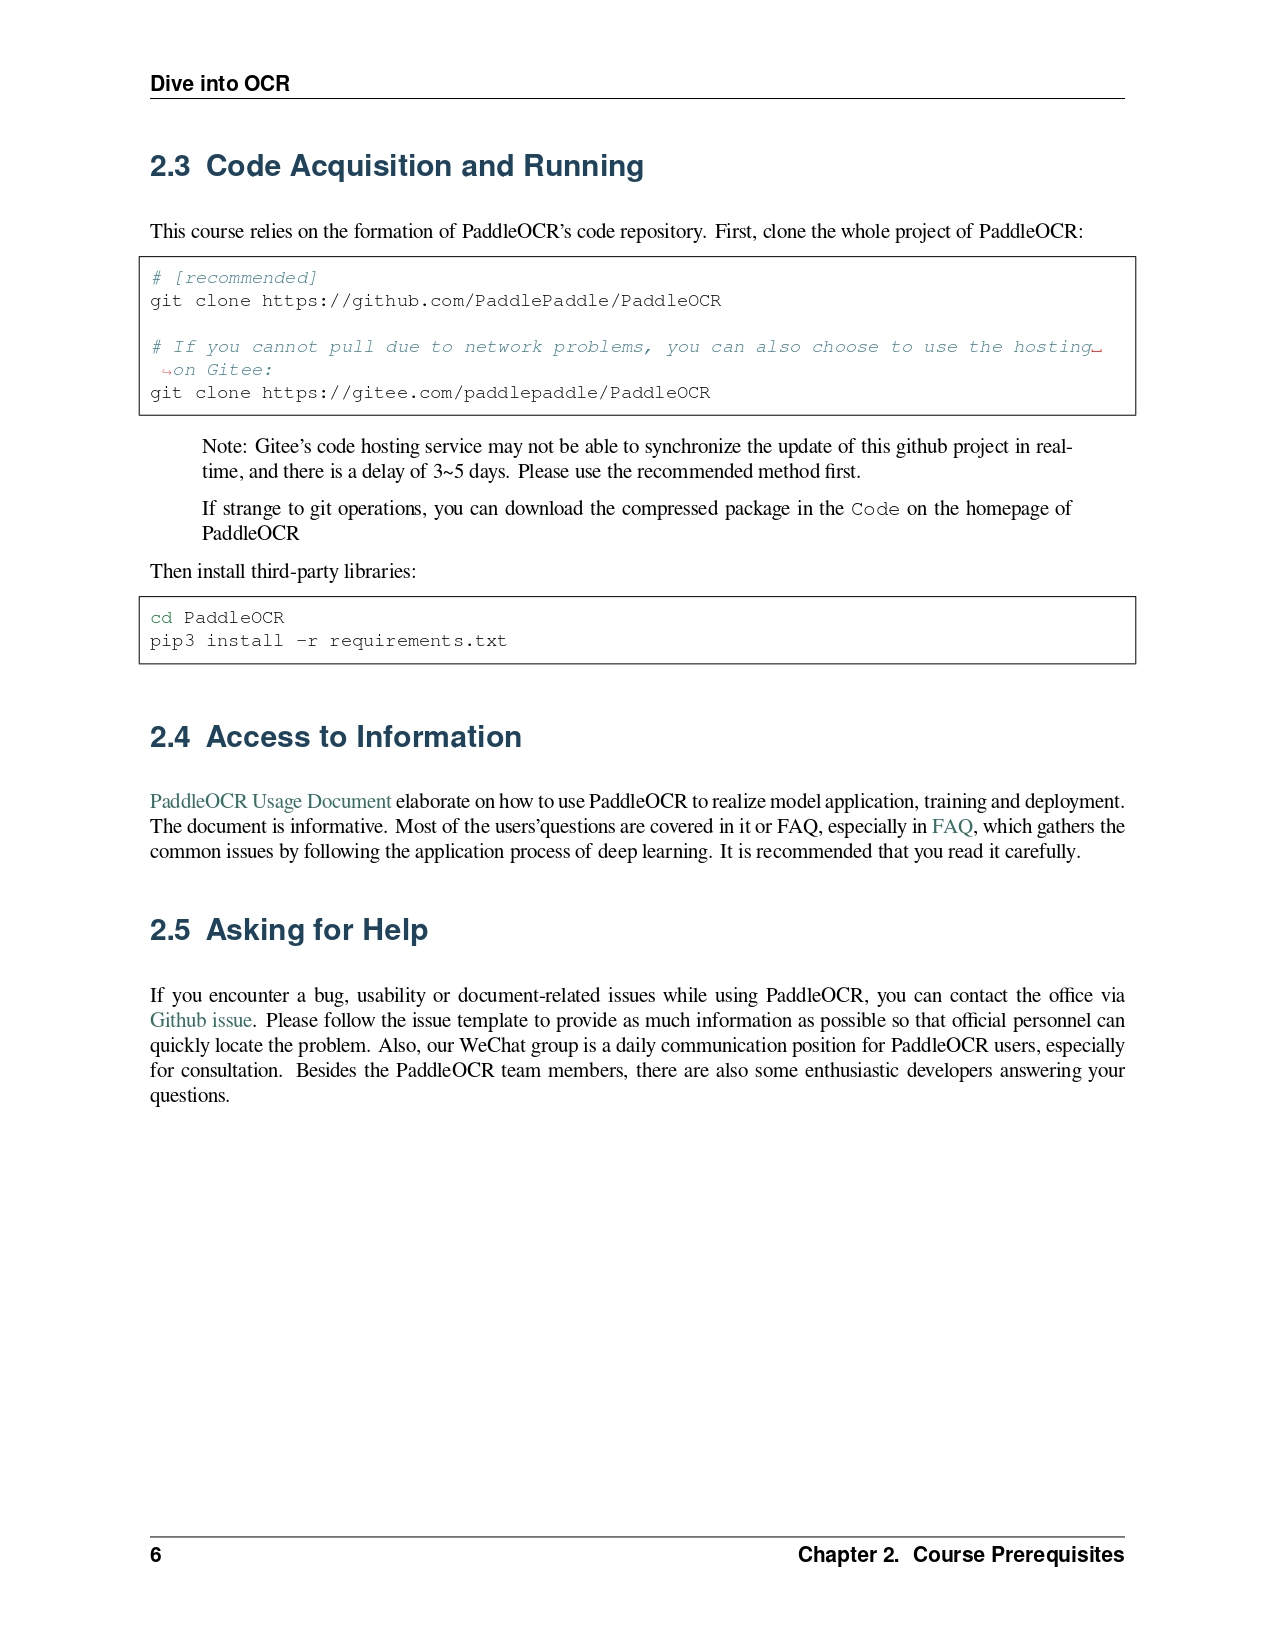 Dive into OCR
2.3 Code Acquisition and Running
This course relies on the formation of PaddleOCR's code repository. First, clone the whole project of PaddleOCR:
# [recommended]
git clone https://github.com/PaddlePaddle/PaddleOCR
# If you cannot pull due to network problems, you can also choose to use the hosting␣
↪on Gitee:
git clone https://gitee.com/paddlepaddle/PaddleOCR
Note: Gitee's code hosting service may not be able to synchronize the update of this github project in real-
time, and there is a delay of 3~5 days. Please use the recommended method first.
If strange to git operations, you can download the compressed package in the Code on the homepage of
PaddleOCR
Then install third-party libraries:
cd PaddleOCR
pip3 install -r requirements.txt
2.4 Access to Information
PaddleOCR Usage Document elaborate on how to use PaddleOCR to realize model application, training and deployment.
The document is informative. Most of the users'questions are covered in it or FAQ, especially in FAQ, which gathers the
common issues by following the application process of deep learning. It is recommended that you read it carefully.
2.5 Asking for Help
If you encounter a bug, usability or document-related issues while using PaddleOCR, you can contact the office via
Github issue. Please follow the issue template to provide as much information as possible so that official personnel can
quickly locate the problem. Also, our WeChat group is a daily communication position for PaddleOCR users, especially
for consultation. Besides the PaddleOCR team members, there are also some enthusiastic developers answering your
questions.
6
Chapter 2. Course Prerequisites